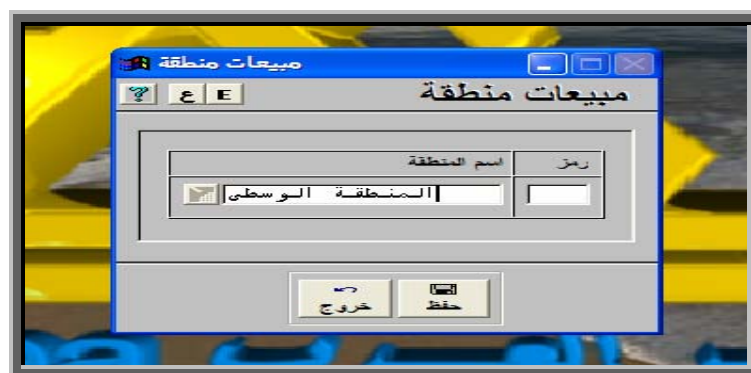 مبيعات منطقة
مبيعات منطقة
ع E ?
رمز اسم المنطقة
المنطقة الوسطى
حفظ خروج